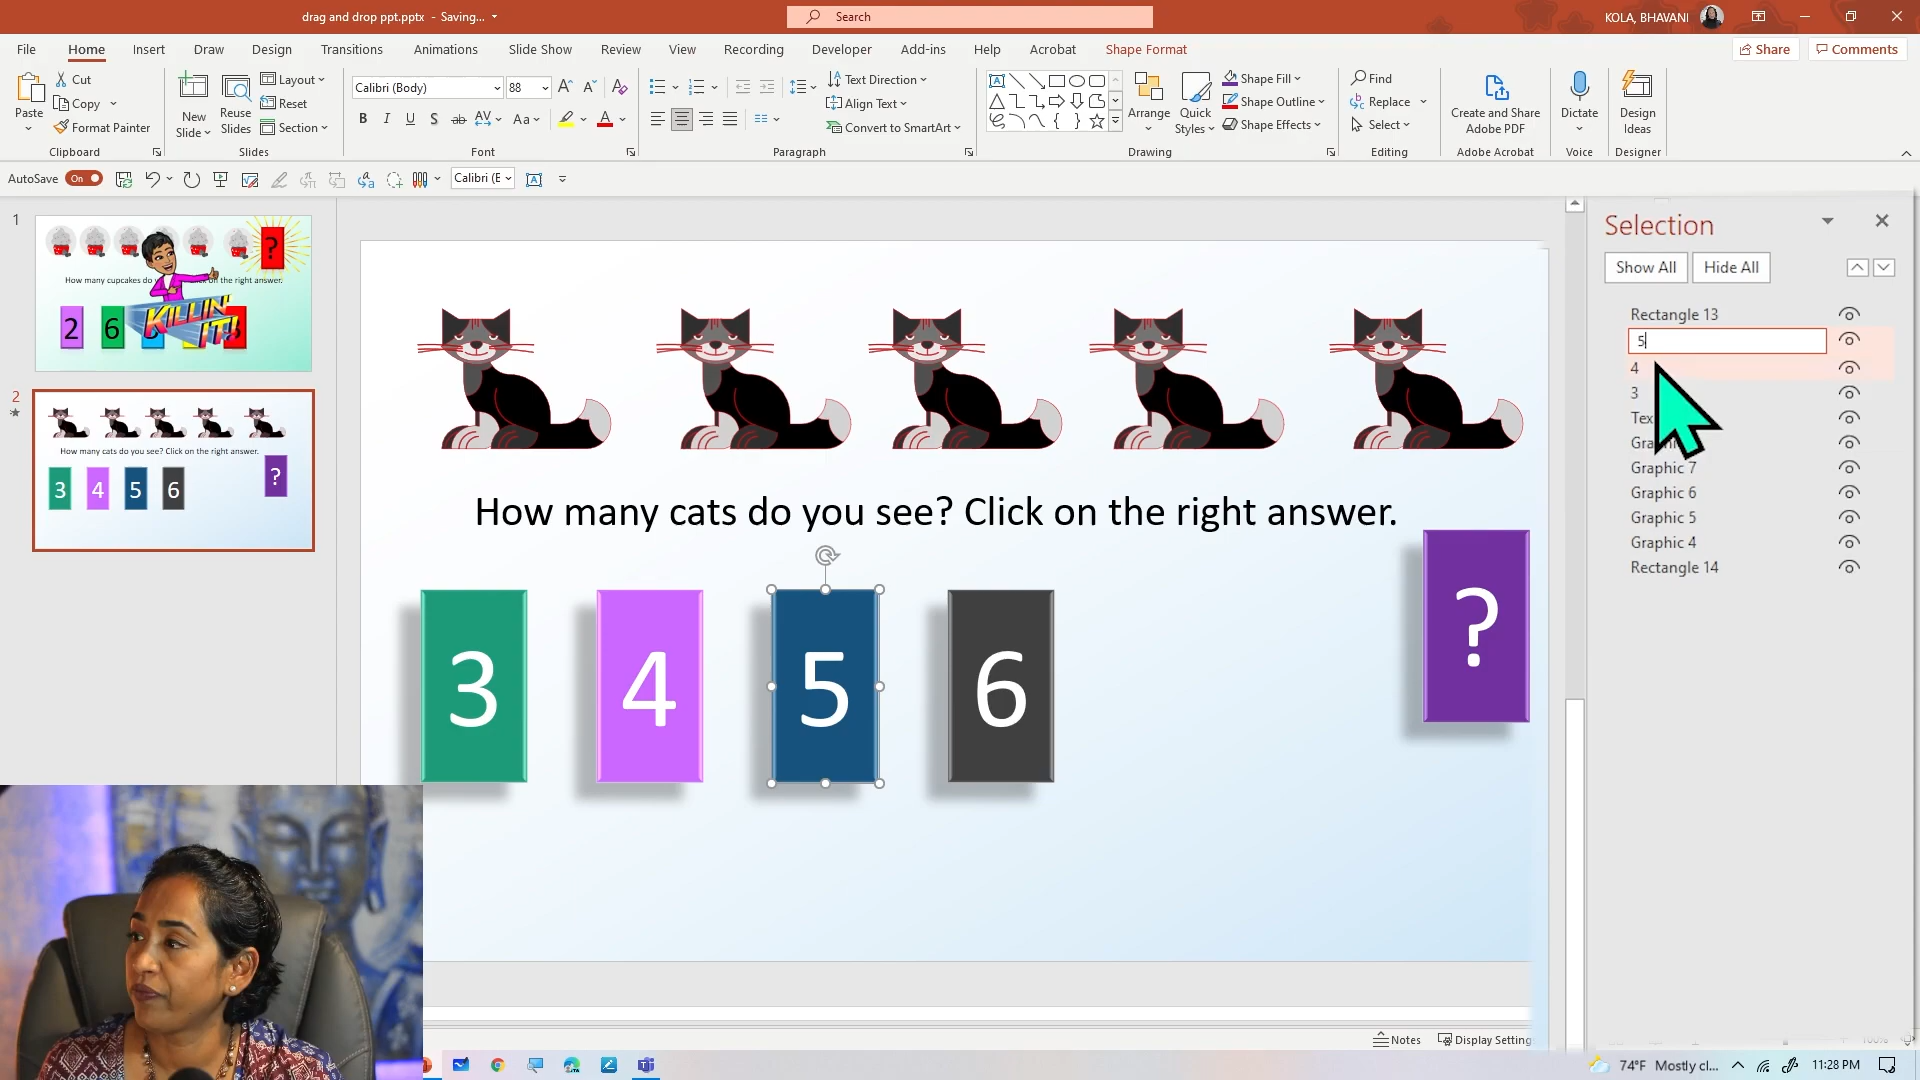 drag and drop ppt.pptx - Saving...
Search
KOLA, BHAVANI
File Home Insert Draw Design Transitions Animations Slide Show Review View Recording Developer Add-ins Help Acrobat Shape Format
Share Comments
Paste
Cut
Copy
Format Painter
Clipboard
New Slide
Reuse Slides
Layout
Reset
Section
Slides
Calibri (Body) 88
B I U S ab AV Aa A
Font
Text Direction
Align Text
Convert to SmartArt
Paragraph
Arrange
Quick Styles
Shape Fill
Shape Outline
Shape Effects
Drawing
Find
Replace
Select
Editing
Create and Share Adobe PDF
Adobe Acrobat
Dictate
Voice
Design Ideas
Designer
AutoSave On
Calibri (E
1
?
How many cupcakes do
on the right answer.
2 6
KILLIN IT!
2
How many cats do you see? Click on the right answer.
3 4 5 6 ?
How many cats do you see? Click on the right answer.
3 4 5 6 ?
Selection
Show All Hide All
Rectangle 13
5
4
3
Tex
Gra
Graphic 7
Graphic 6
Graphic 5
Graphic 4
Rectangle 14
Notes Display Setting
74°F Mostly cl... 11:28 PM